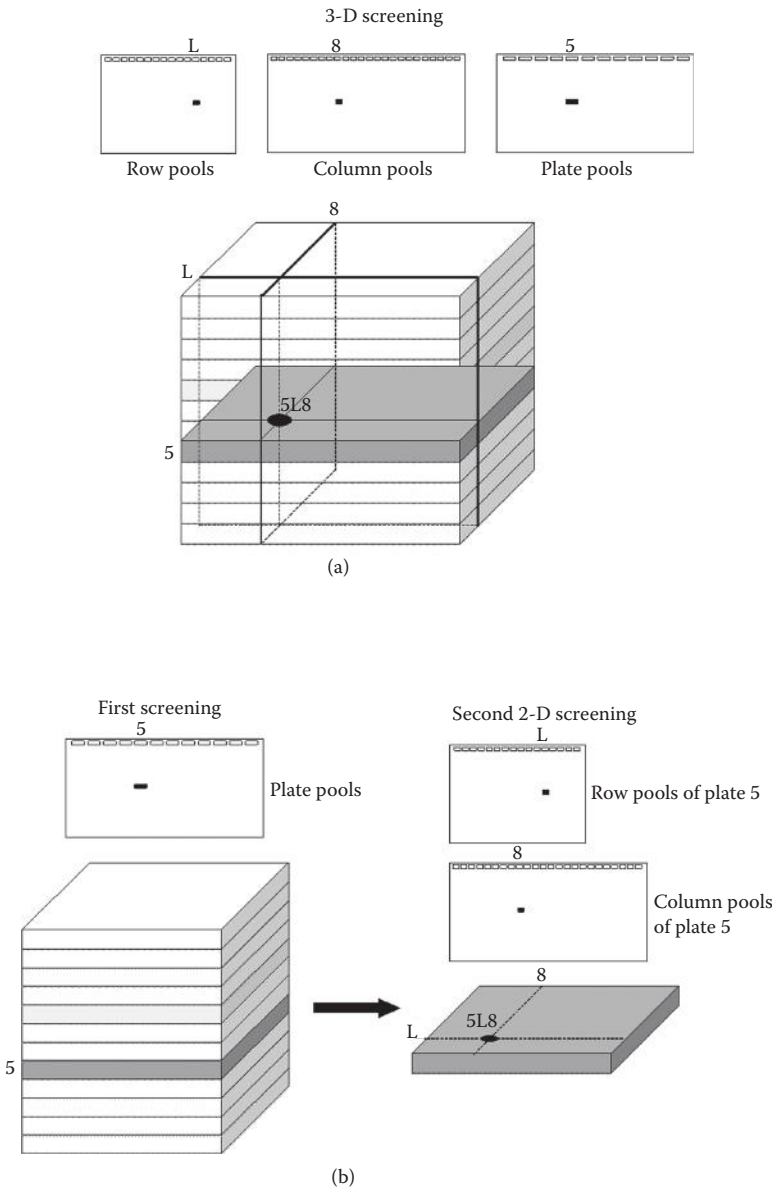 3-D screening
L
8
5
Row pools
Column pools
Plate pools
8
L
5L8
5
(a)
First screening
5
Plate pools
Second 2-D screening
L
Row pools of plate 5
8
Column pools
of plate 5
8
L
5L8
5
(b)